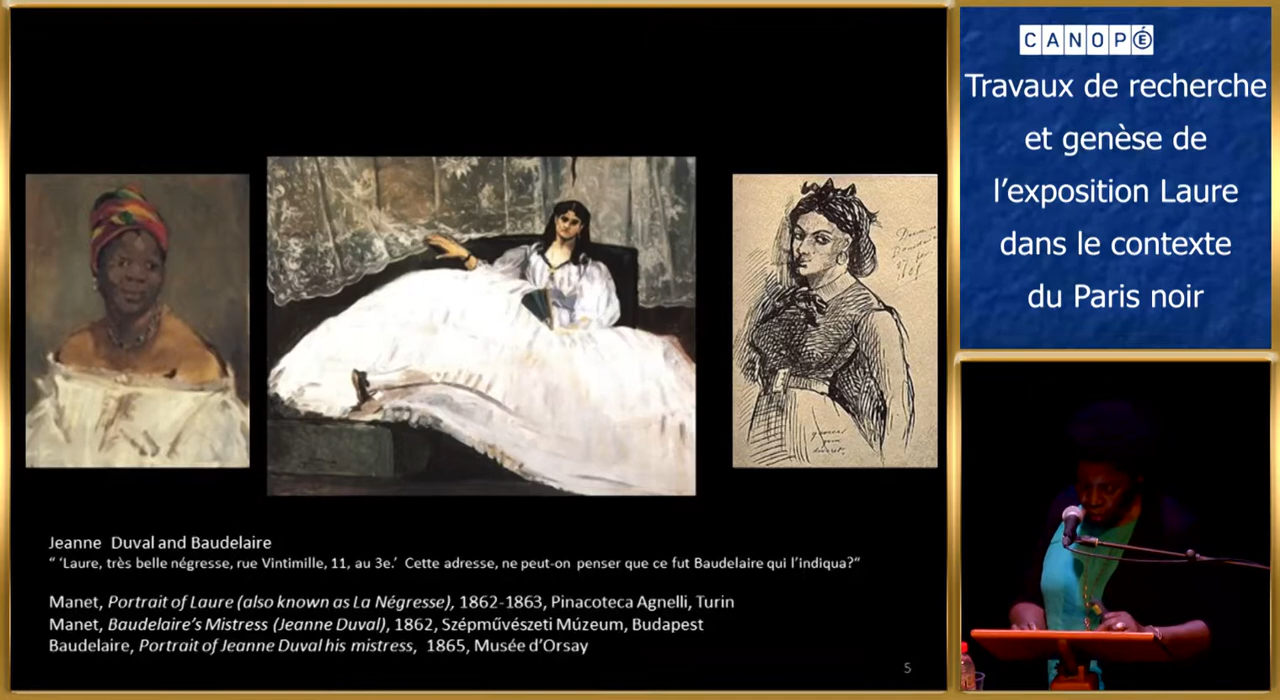 CANOPÉ
Travaux de recherche
et genèse de
l'exposition Laure
dans le contexte
du Paris noir
Jeanne Duval and Baudelaire
“ ‘Laure, très belle négresse, rue Vintimille, 11, au 3e.’ Cette adresse, ne peut-on penser que ce fut Baudelaire qui l’indiqua?“
Manet, Portrait of Laure (also known as La Négresse), 1862-1863, Pinacoteca Agnelli, Turin
Manet, Baudelaire’s Mistress (Jeanne Duval), 1862, Szépművészeti Múzeum, Budapest
Baudelaire, Portrait of Jeanne Duval his mistress, 1865, Musée d’Orsay
5